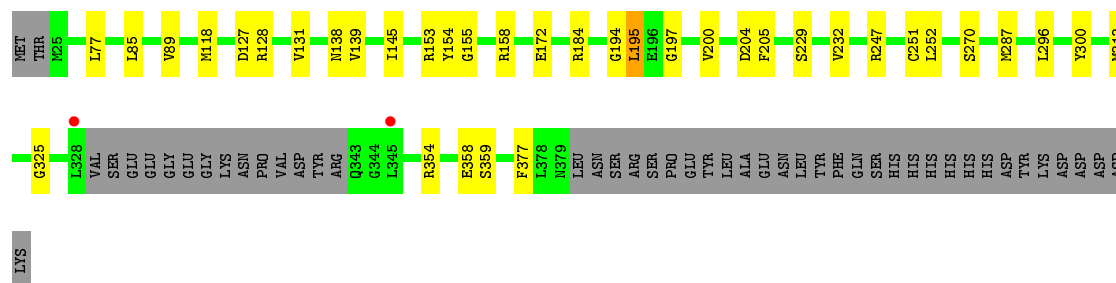 MET THR M25 L77 L85 V89 M118 D127 R128 V131 N138 V139 I145 R153 Y154 G155 R158 E172 R184 G194 L195 E196 G197 V200 D204 F205 S229 V232 R247 C251 L252 S270 M287 L296 Y300
G325 L328 VAL SER GLU GLU GLY GLU GLY LYS ASN PRO VAL ASP TYR ARG Q343 G344 L345 R354 E358 S359 F377 L378 N379 LEU ASN SER ARG SER PRO GLU TYR LEU ALA GLU ASN LEU TYR PHE GLN SER HIS HIS HIS HIS HIS HIS ASP TYR LYS ASP ASP ASP
LYS